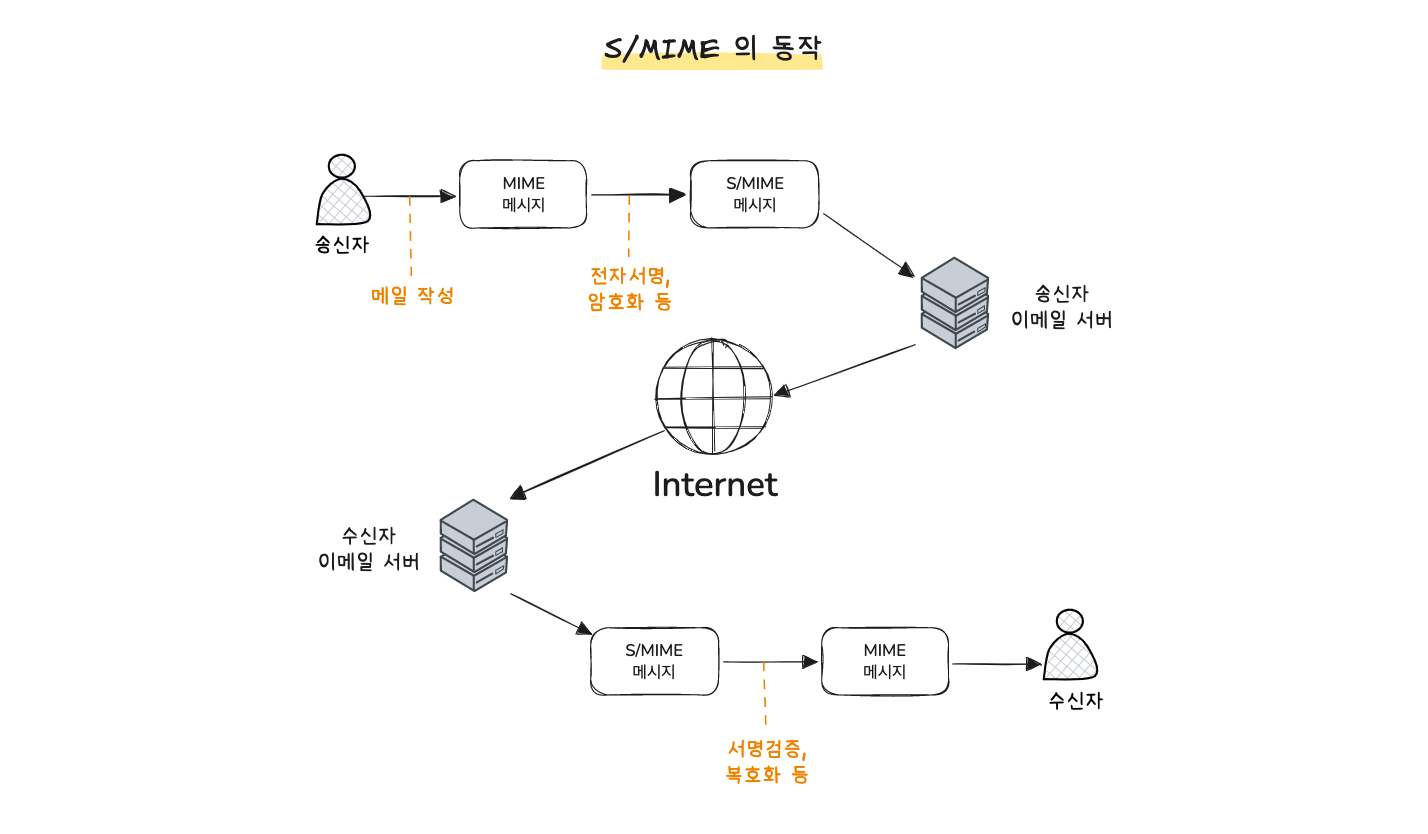 S/MIME 의 동작
MIME
메시지
S/MIME
메시지
송신자
메일 작성
전자서명,
암호화 등
송신자
이메일 서버
Internet
수신자
이메일 서버
S/MIME
메시지
MIME
메시지
수신자
서명검증,
복호화 등